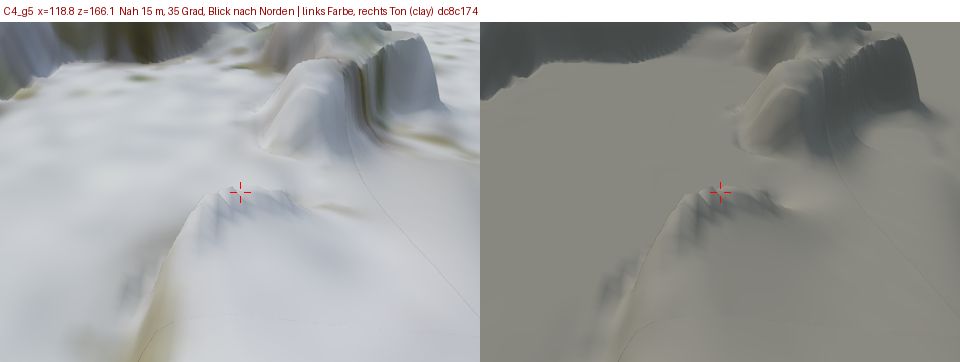 C4_g5 x=118.8 z=166.1 Nah 15 m, 35 Grad, Blick nach Norden | links Farbe, rechts Ton (clay) dc8c174